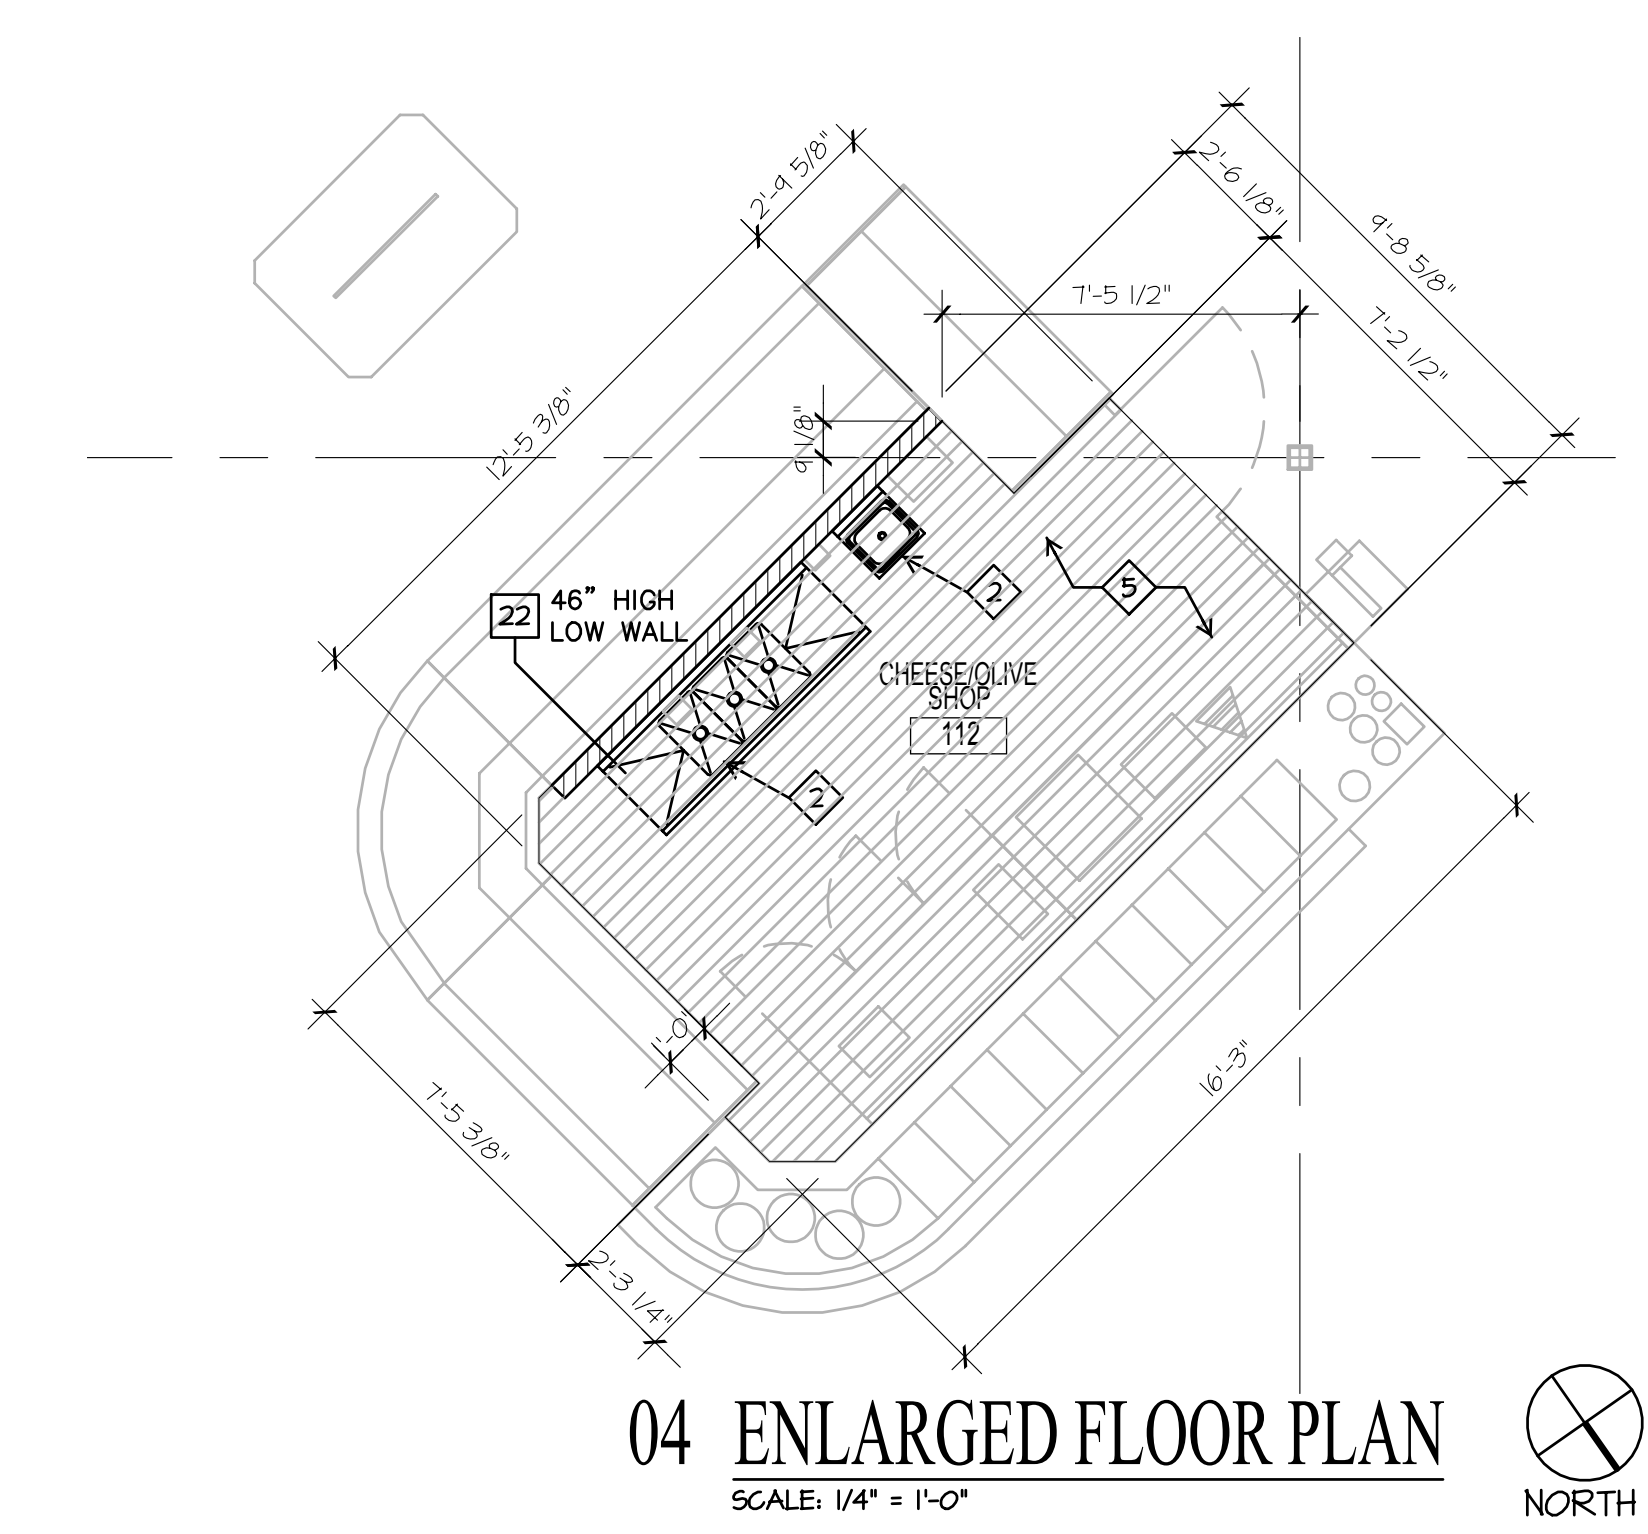 2'-9 5/8"
2'-6 1/8"
9'-8 5/8"
7'-5 1/2"
7'-2 1/2"
12'-5 3/8"
9 1/8"
22
46” HIGH
LOW WALL
2
5
CHEESE/OLIVE
SHOP
112
2
16'-3"
7'-5 3/8"
2'-3 1/4"
04 ENLARGED FLOOR PLAN
SCALE: 1/4" = 1'-0"
NORTH